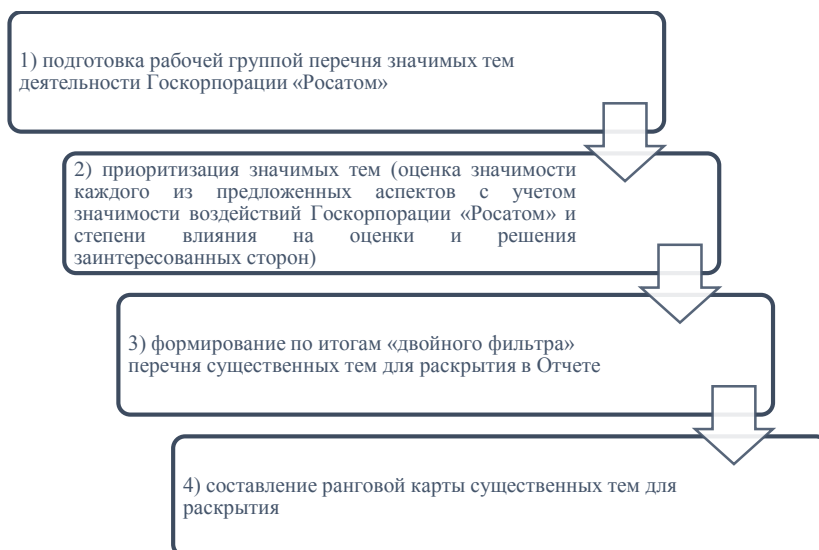 1) подготовка рабочей группой перечня значимых тем
деятельности Госкорпорации «Росатом»
2) приоритизация значимых тем (оценка значимости
каждого из предложенных аспектов с учетом
значимости воздействий Госкорпорации «Росатом» и
степени влияния на оценки и решения
заинтересованных сторон)
3) формирование по итогам «двойного фильтра»
перечня существенных тем для раскрытия в Отчете
4) составление ранговой карты существенных тем для
раскрытия